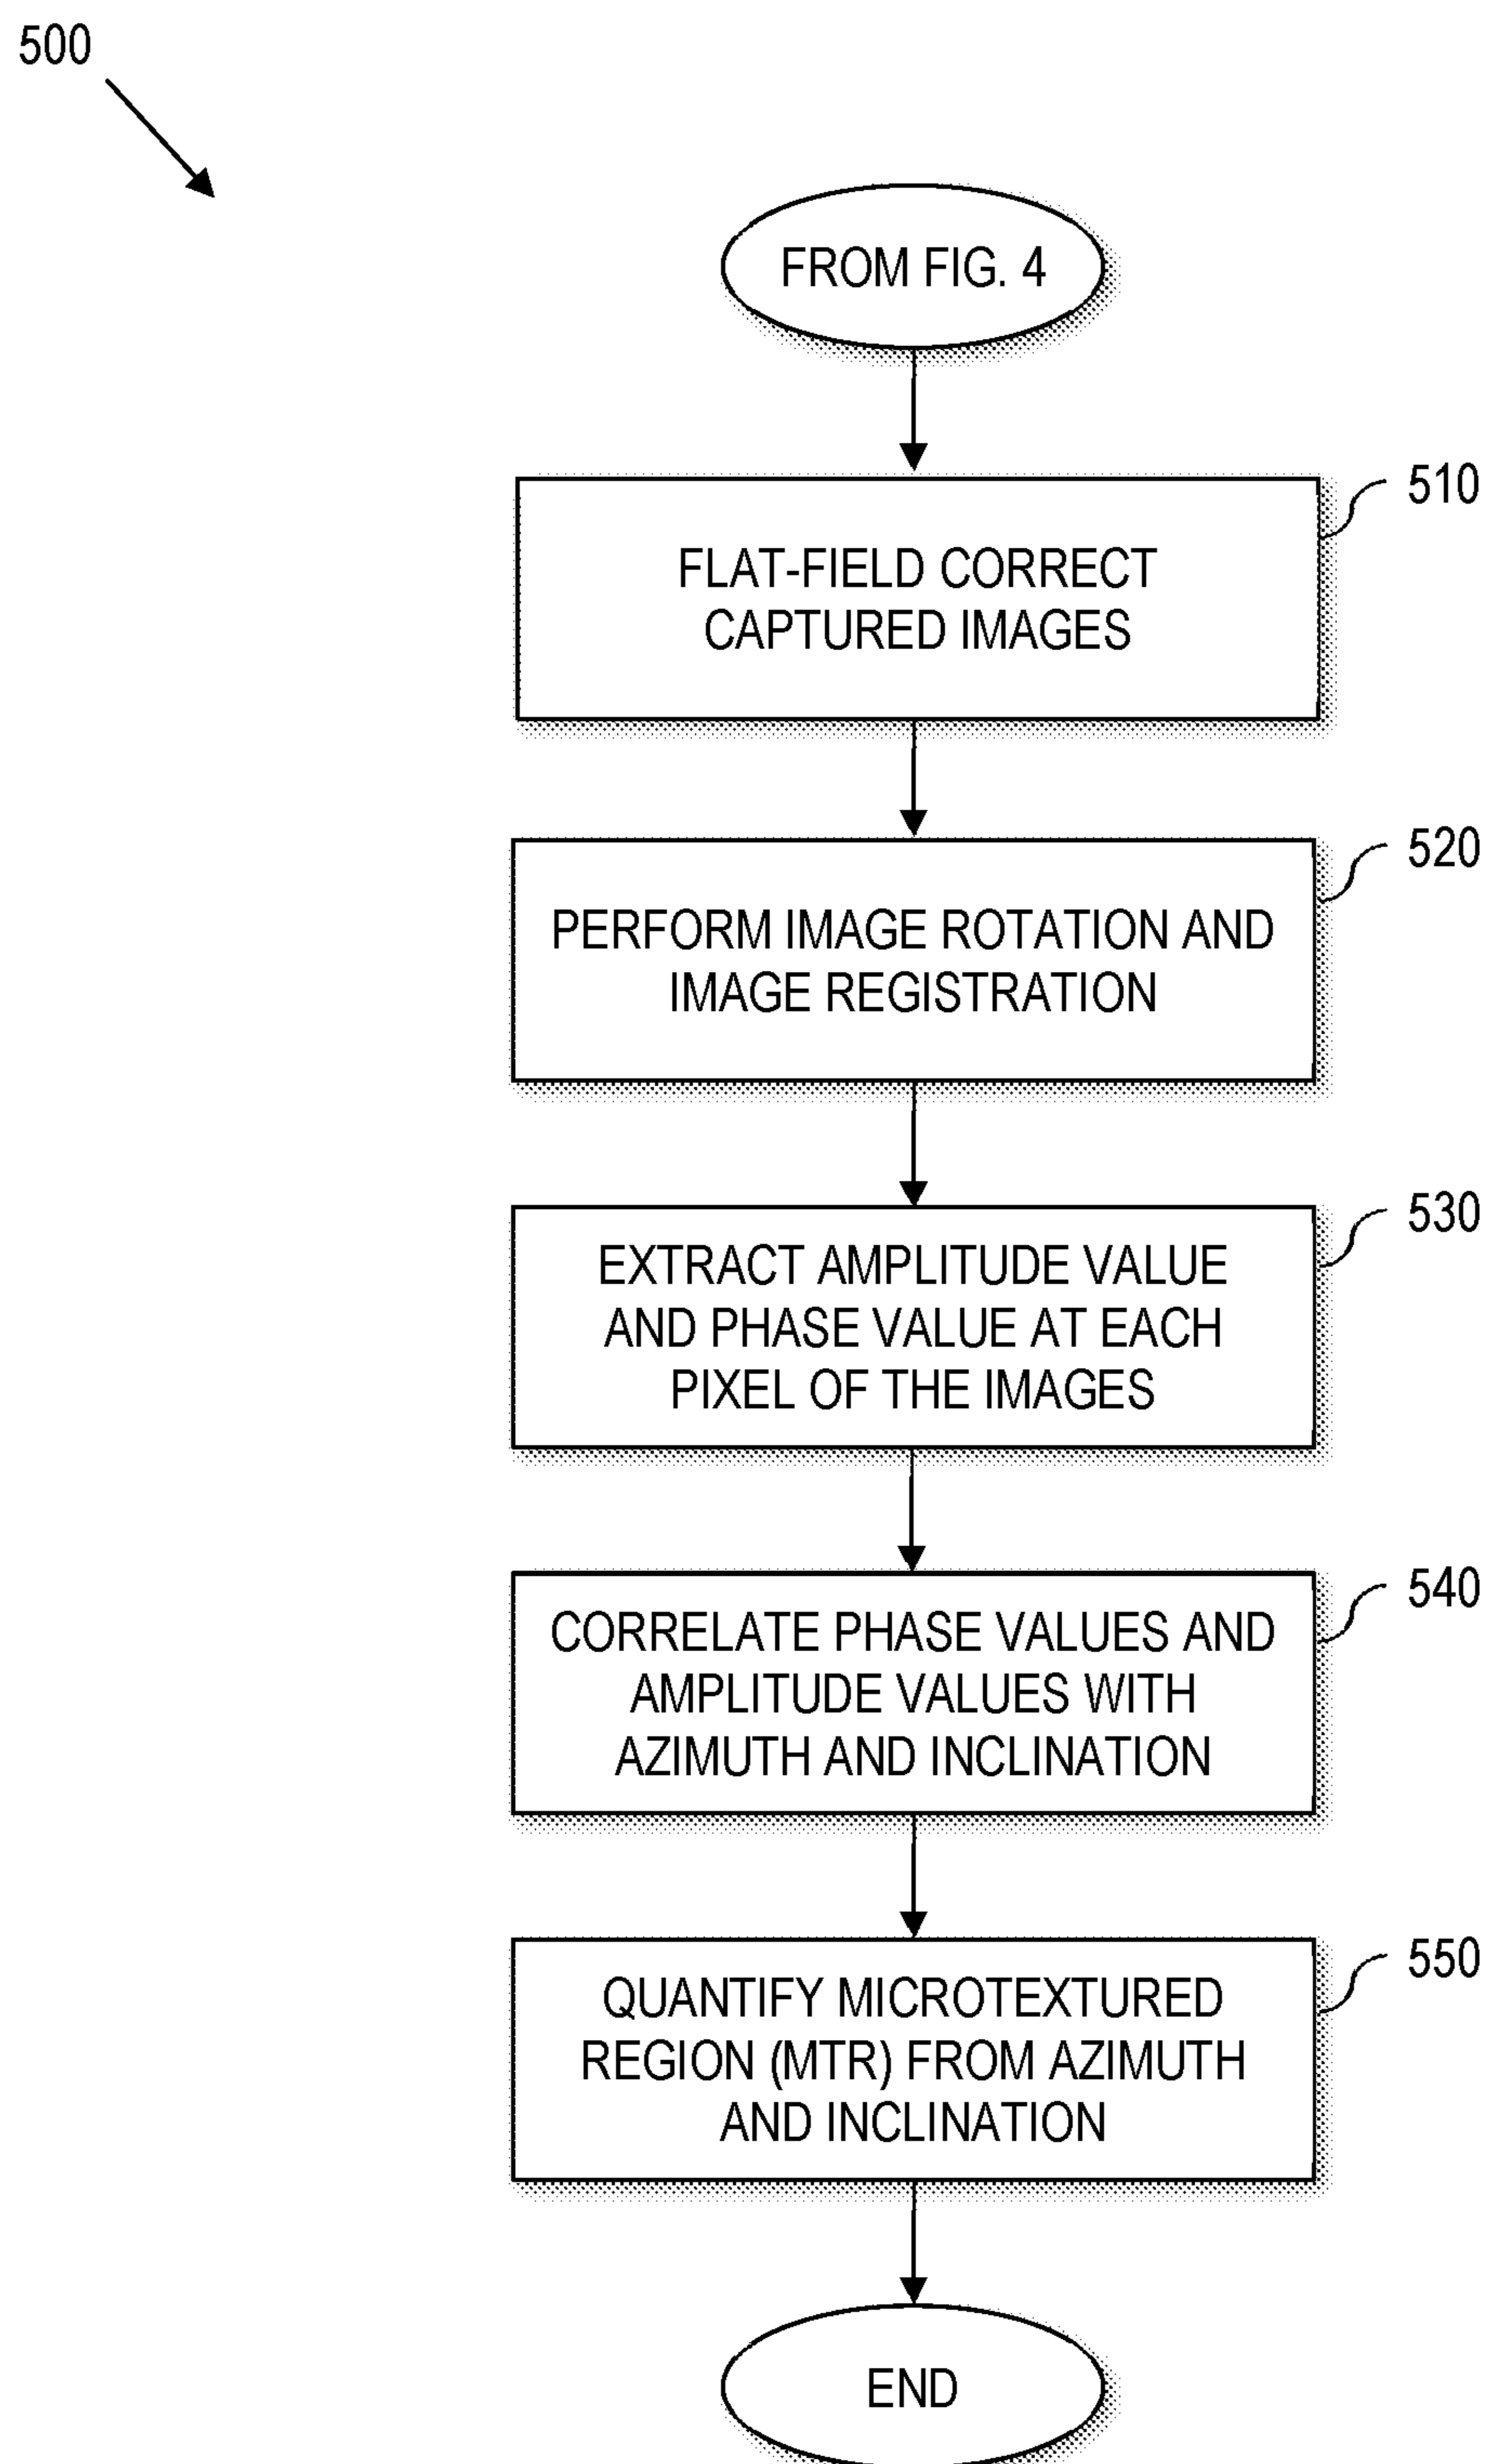 500
FROM FIG. 4
510
FLAT-FIELD CORRECT
CAPTURED IMAGES
520
PERFORM IMAGE ROTATION AND
IMAGE REGISTRATION
530
EXTRACT AMPLITUDE VALUE
AND PHASE VALUE AT EACH
PIXEL OF THE IMAGES
540
CORRELATE PHASE VALUES AND
AMPLITUDE VALUES WITH
AZIMUTH AND INCLINATION
550
QUANTIFY MICROTEXTURED
REGION (MTR) FROM AZIMUTH
AND INCLINATION
END